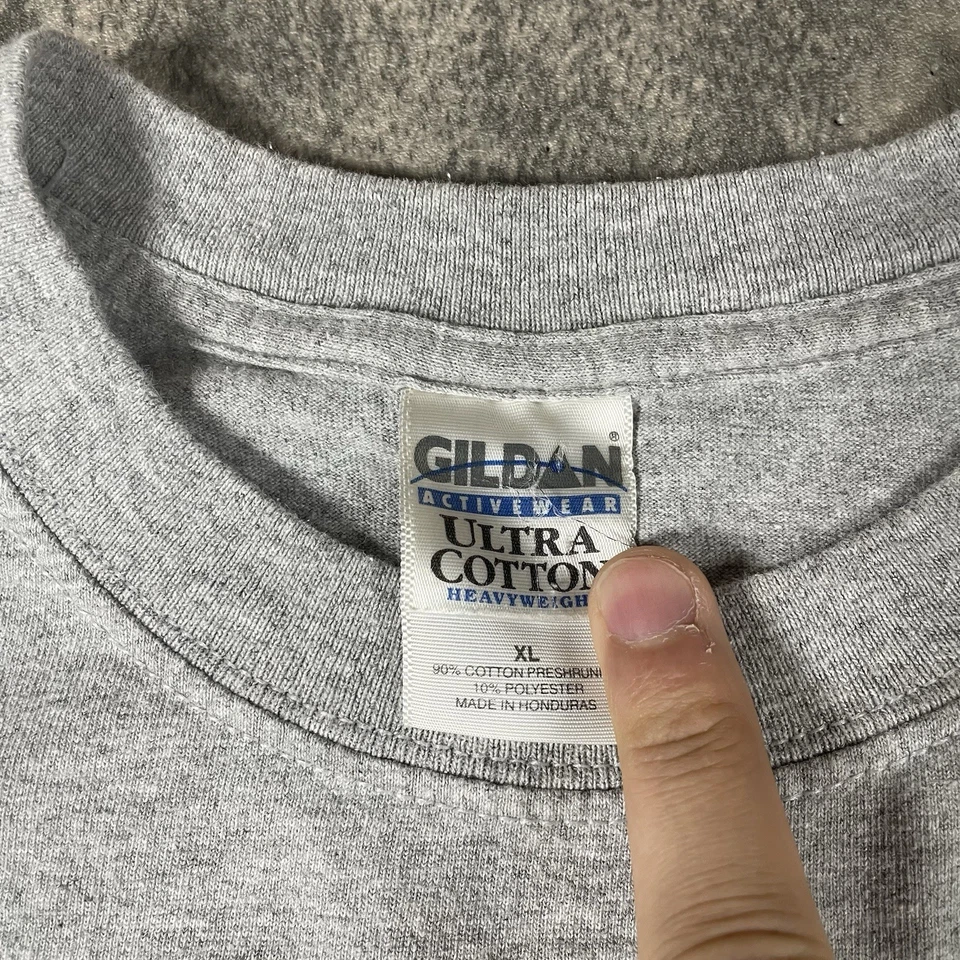 GILDAN®
ACTIVEWEAR
ULTRA
COTTON
HEAVYWEIGH
XL
90% COTTON PRESHRUN
10% POLYESTER
MADE IN HONDURAS